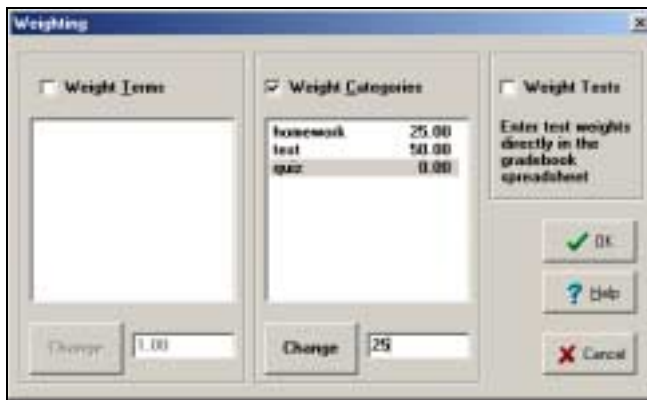 Weighting
Weight Terms
Change 1.00
Weight Categories
homework 25.00
test 50.00
quiz 0.00
Change 25
Weight Tests
Enter test weights
directly in the
gradebook
spreadsheet
OK
Help
Cancel